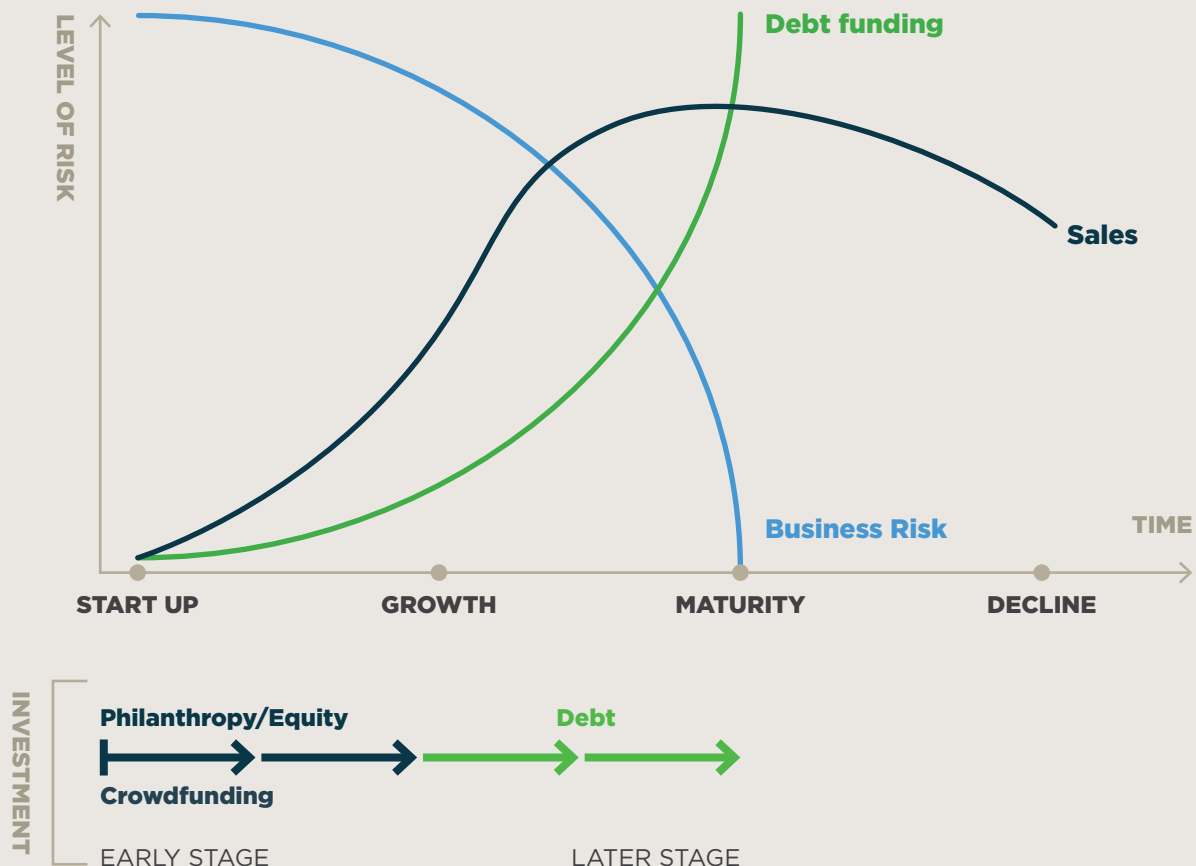 LEVEL OF RISK
Debt funding
Sales
Business Risk
TIME
START UP
GROWTH
MATURITY
DECLINE
INVESTMENT
Philanthropy/Equity
Debt
Crowdfunding
EARLY STAGE
LATER STAGE